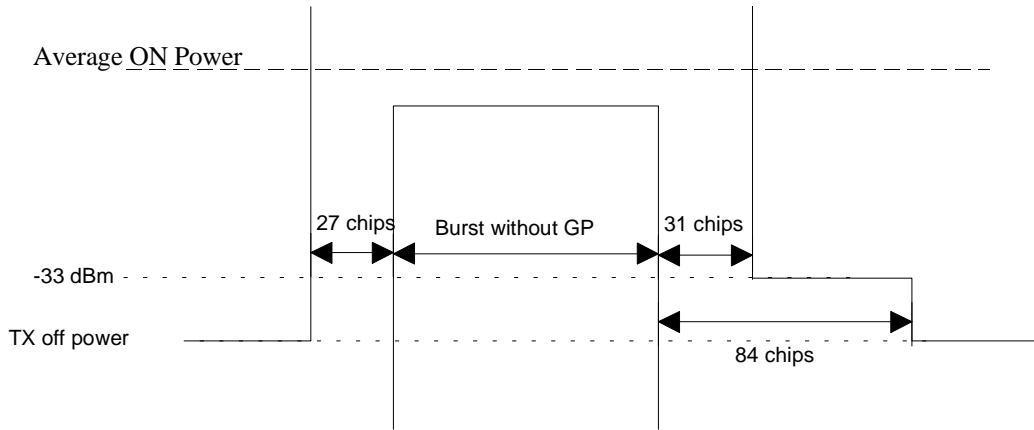 Average ON Power
27 chips
Burst without GP
31 chips
-33 dBm
TX off power
84 chips